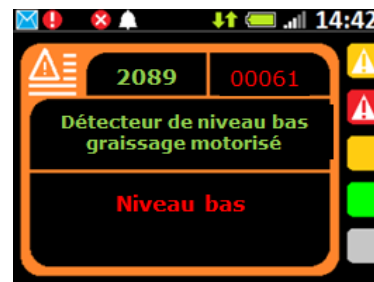 14:42
2089 00061
Détecteur de niveau bas
graissage motorisé
Niveau bas